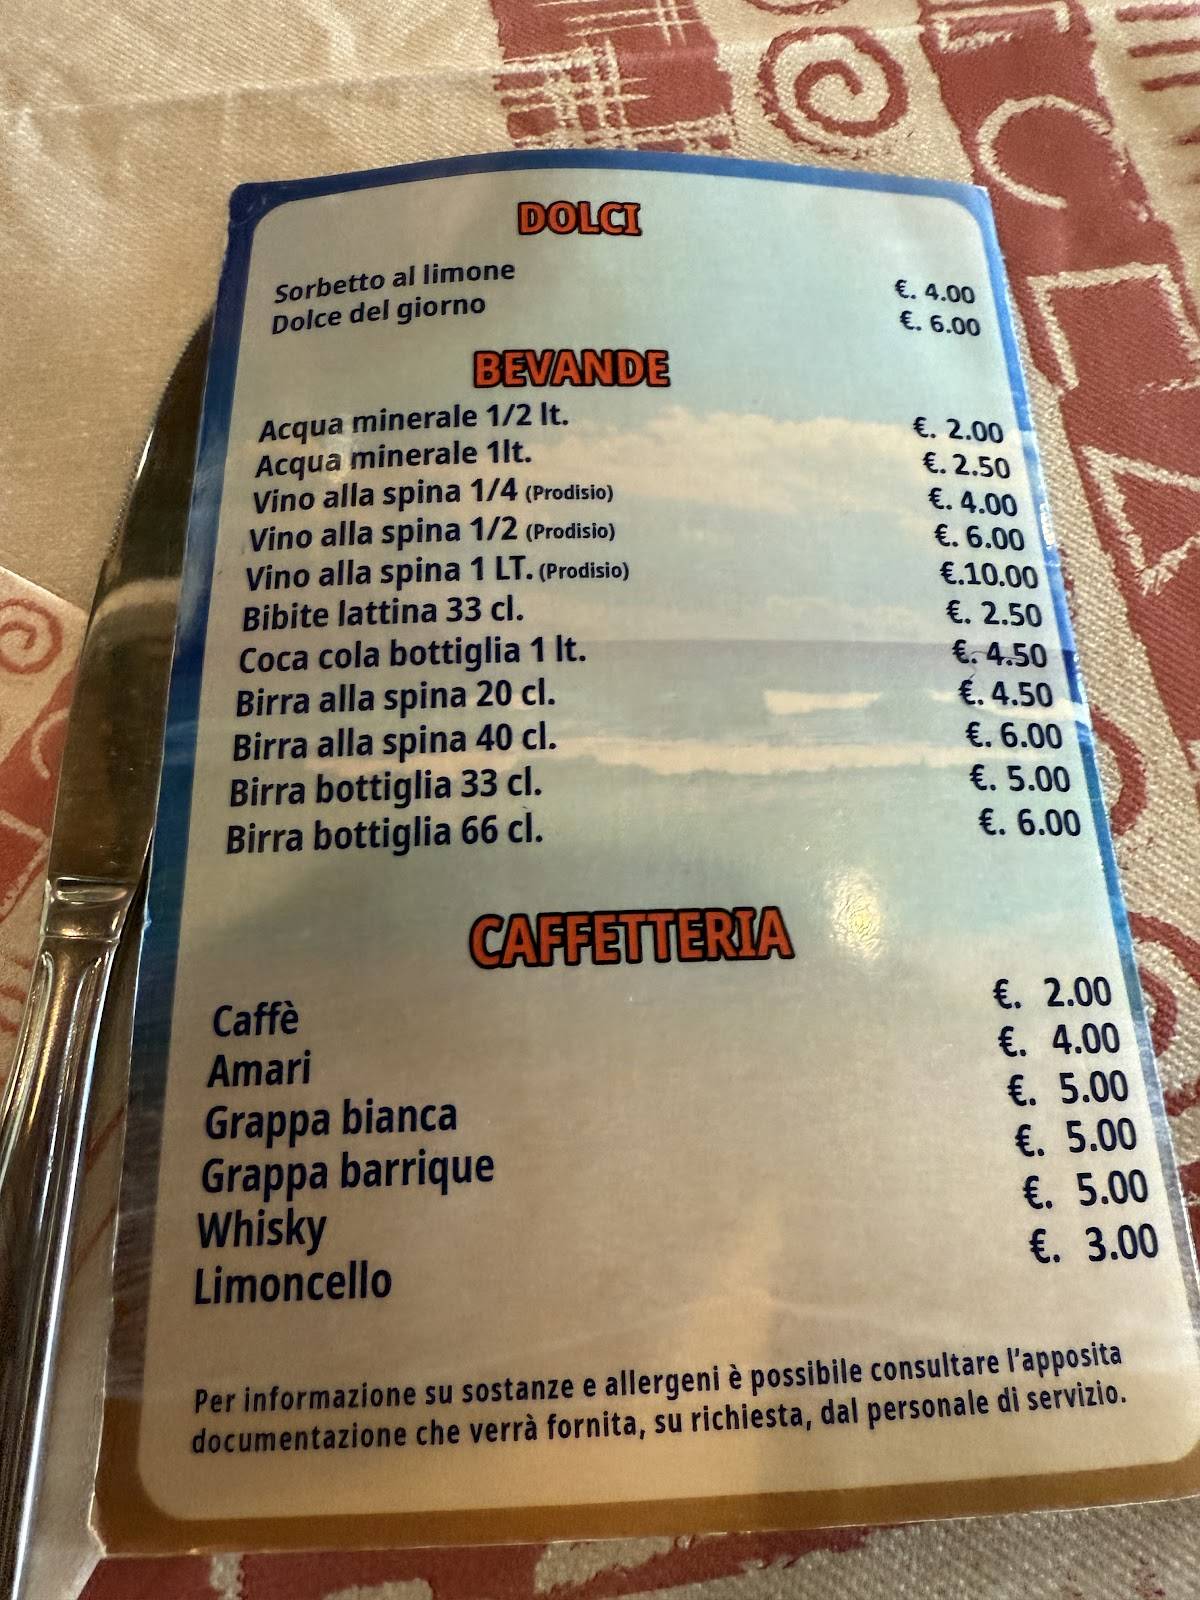 DOLCI
Sorbetto al limone €. 4.00
Dolce del giorno €. 6.00
BEVANDE
Acqua minerale 1/2 lt. €. 2.00
Acqua minerale 1lt. €. 2.50
Vino alla spina 1/4 (Prodisio) €. 4.00
Vino alla spina 1/2 (Prodisio) €. 6.00
Vino alla spina 1 LT. (Prodisio) €.10.00
Bibite lattina 33 cl. €. 2.50
Coca cola bottiglia 1 lt. €. 4.50
Birra alla spina 20 cl. €. 4.50
Birra alla spina 40 cl. €. 6.00
Birra bottiglia 33 cl. €. 5.00
Birra bottiglia 66 cl. €. 6.00
CAFFETTERIA
Caffè €. 2.00
Amari €. 4.00
Grappa bianca €. 5.00
Grappa barrique €. 5.00
Whisky €. 5.00
Limoncello €. 3.00
Per informazione su sostanze e allergeni è possibile consultare l'apposita
documentazione che verrà fornita, su richiesta, dal personale di servizio.